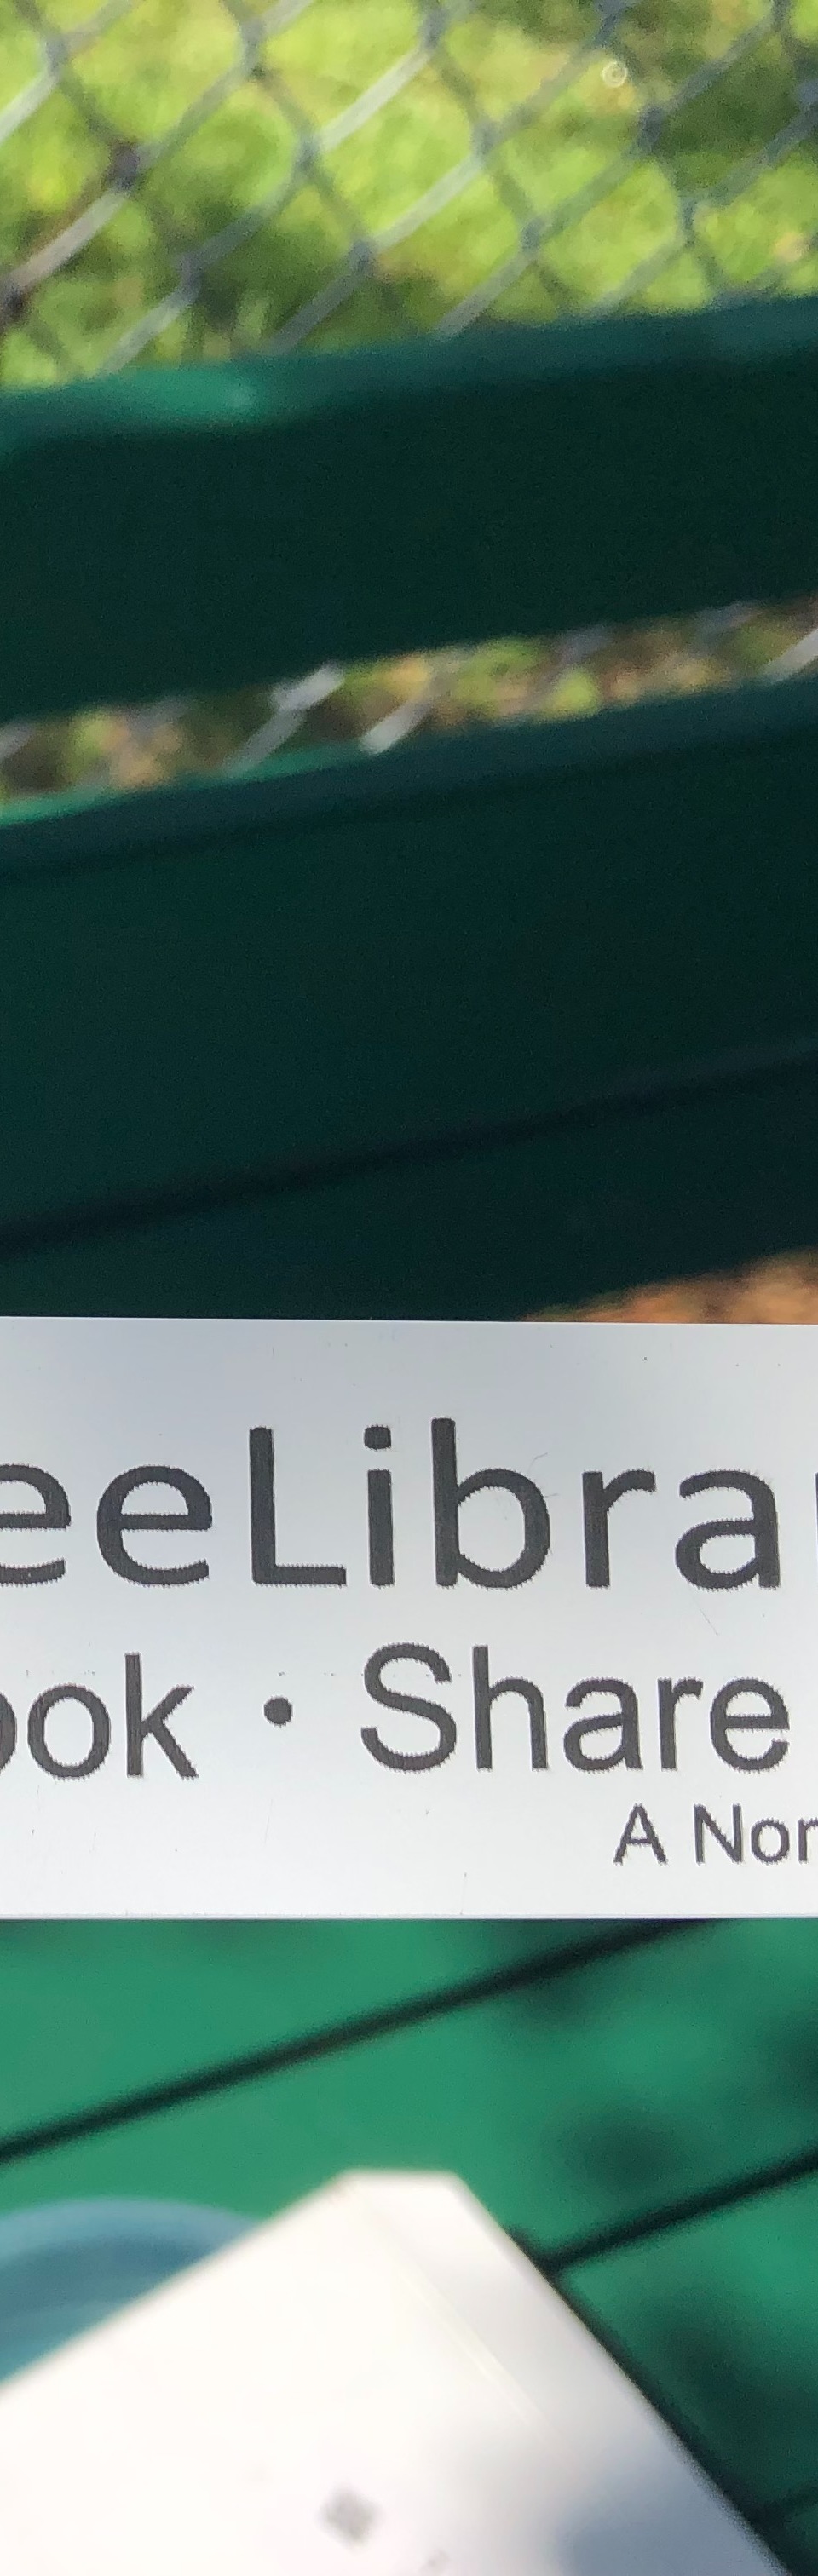 eeLibra
ook • Share
A Nor